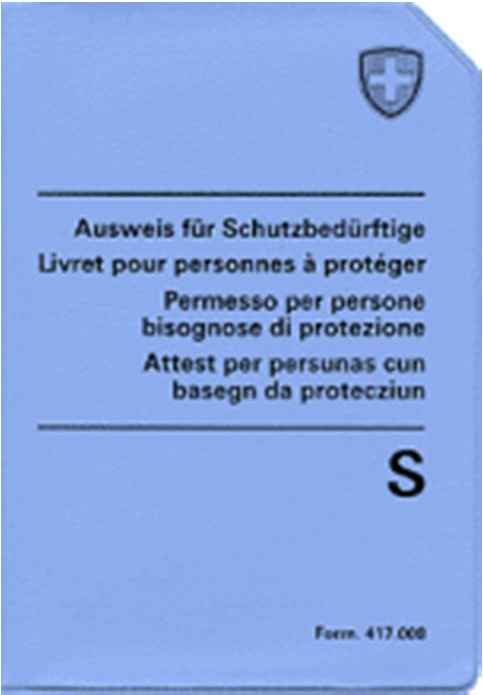 Ausweis für Schutzbedürftige
Livret pour personnes à protéger
Permesso per persone
bisognose di protezione
Attest per persunas cun
basegn da protecziun
S
Form. 417.000